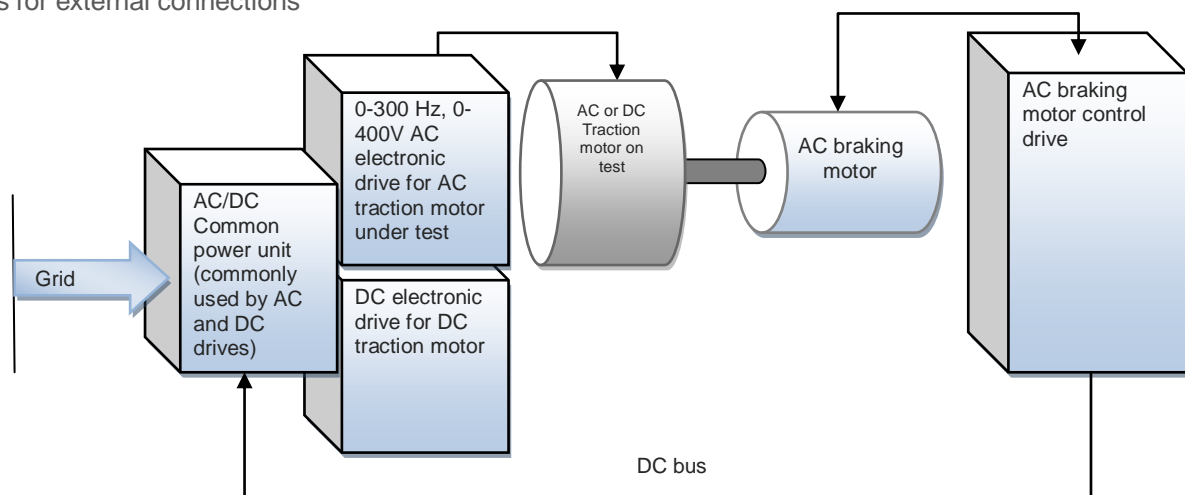 s for external connections
0-300 Hz, 0-
400V AC
electronic
drive for AC
traction motor
under test
AC or DC
Traction
motor on
test
AC braking
motor
AC braking
motor control
drive
AC/DC
Common
power unit
(commonly
used by AC
and DC
drives)
Grid
DC electronic
drive for DC
traction motor
DC bus